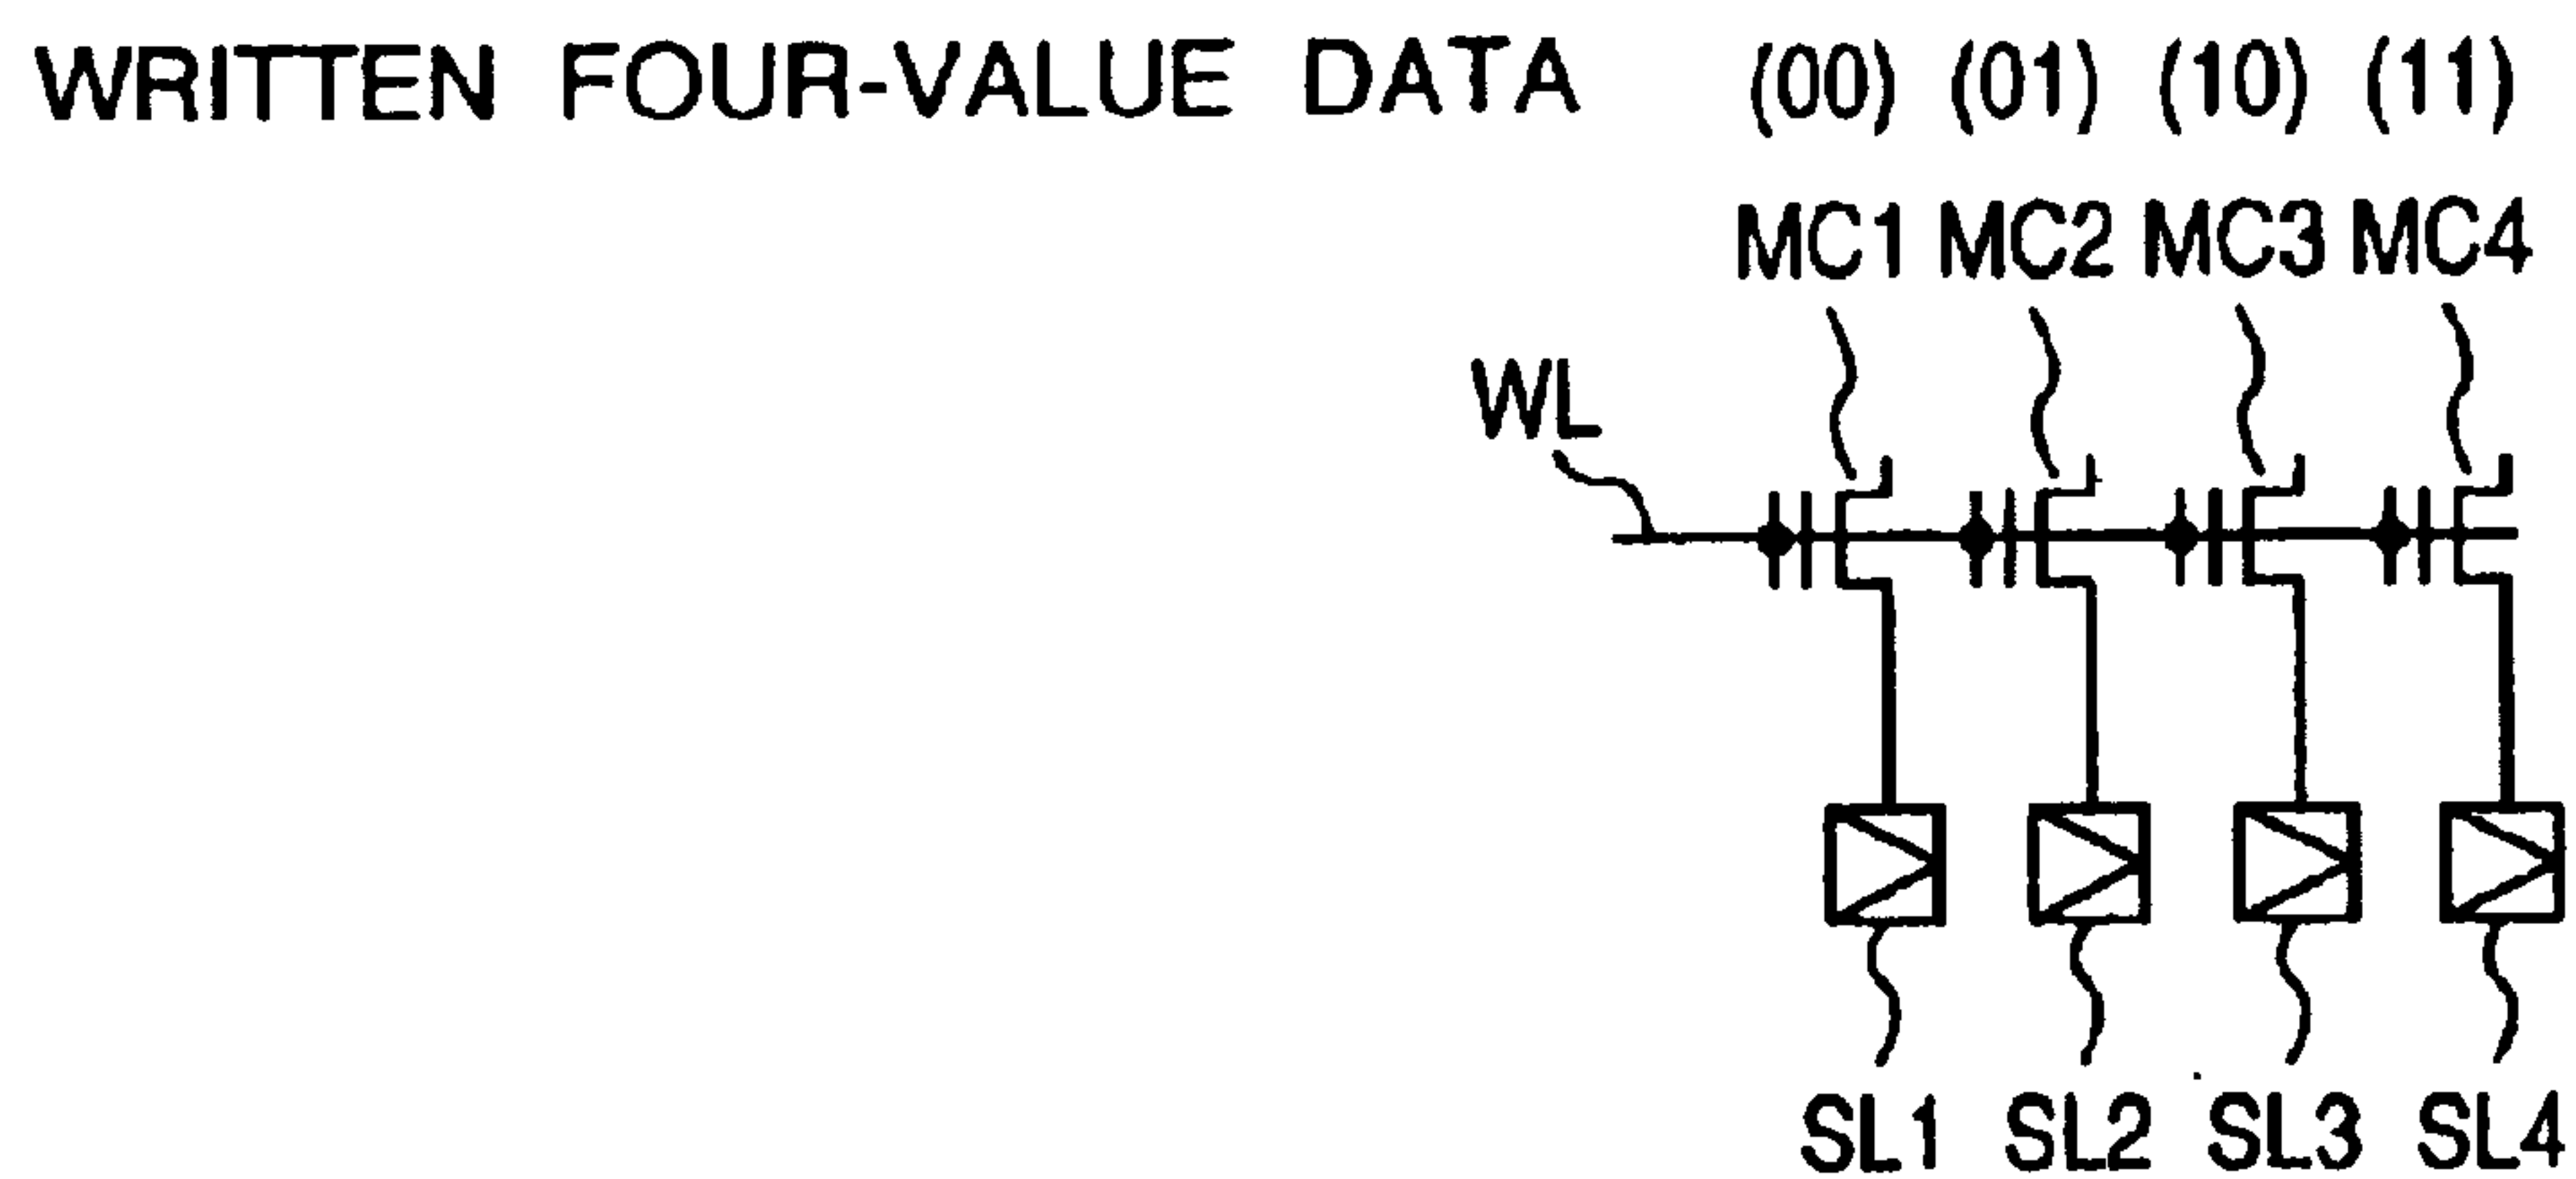 WRITTEN FOUR-VALUE DATA (00) (01) (10) (11)
MC1 MC2 MC3 MC4
WL
SL1 SL2 SL3 SL4